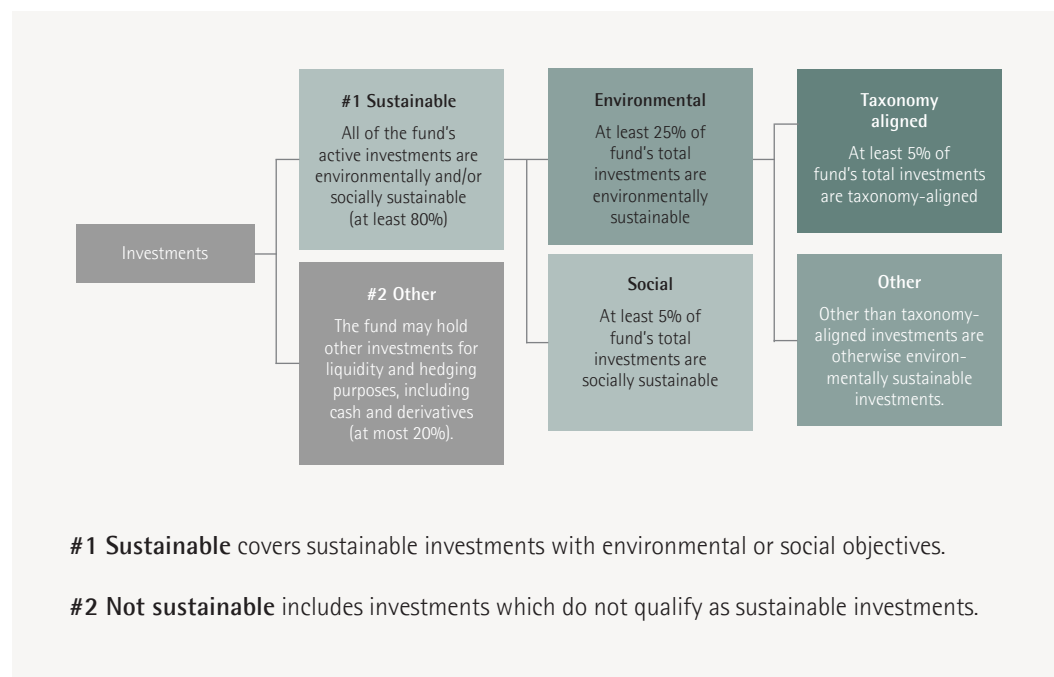 Investments
#1 Sustainable
All of the fund's
active investments are
environmentally and/or
socially sustainable
(at least 80%)
#2 Other
The fund may hold
other investments for
liquidity and hedging
purposes, including
cash and derivatives
(at most 20%).
Environmental
At least 25% of
fund's total
investments are
environmentally
sustainable
Social
At least 5% of
fund's total
investments are
socially sustainable
Taxonomy
aligned
At least 5% of
fund's total investments
are taxonomy-aligned
Other
Other than taxonomy-
aligned investments are
otherwise environ-
mentally sustainable
investments.
#1 Sustainable covers sustainable investments with environmental or social objectives.
#2 Not sustainable includes investments which do not qualify as sustainable investments.